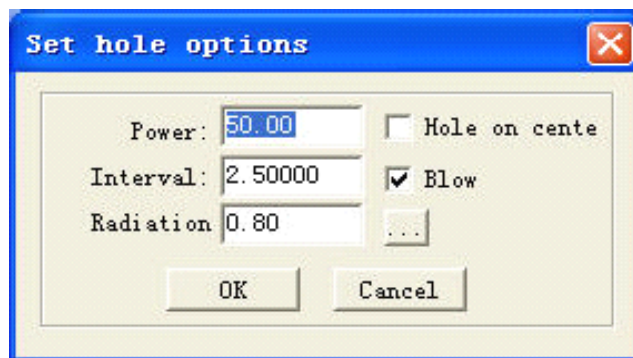 Set hole options
Power: 50.00 Hole on cente
Interval: 2.50000 Blow
Radiation 0.80 ...
OK Cancel